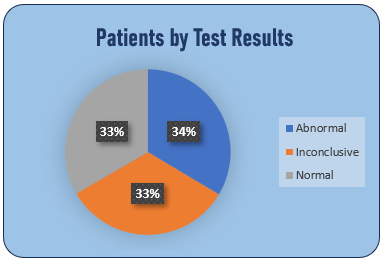 Patients by Test Results
33%
34%
33%
Abnormal
Inconclusive
Normal